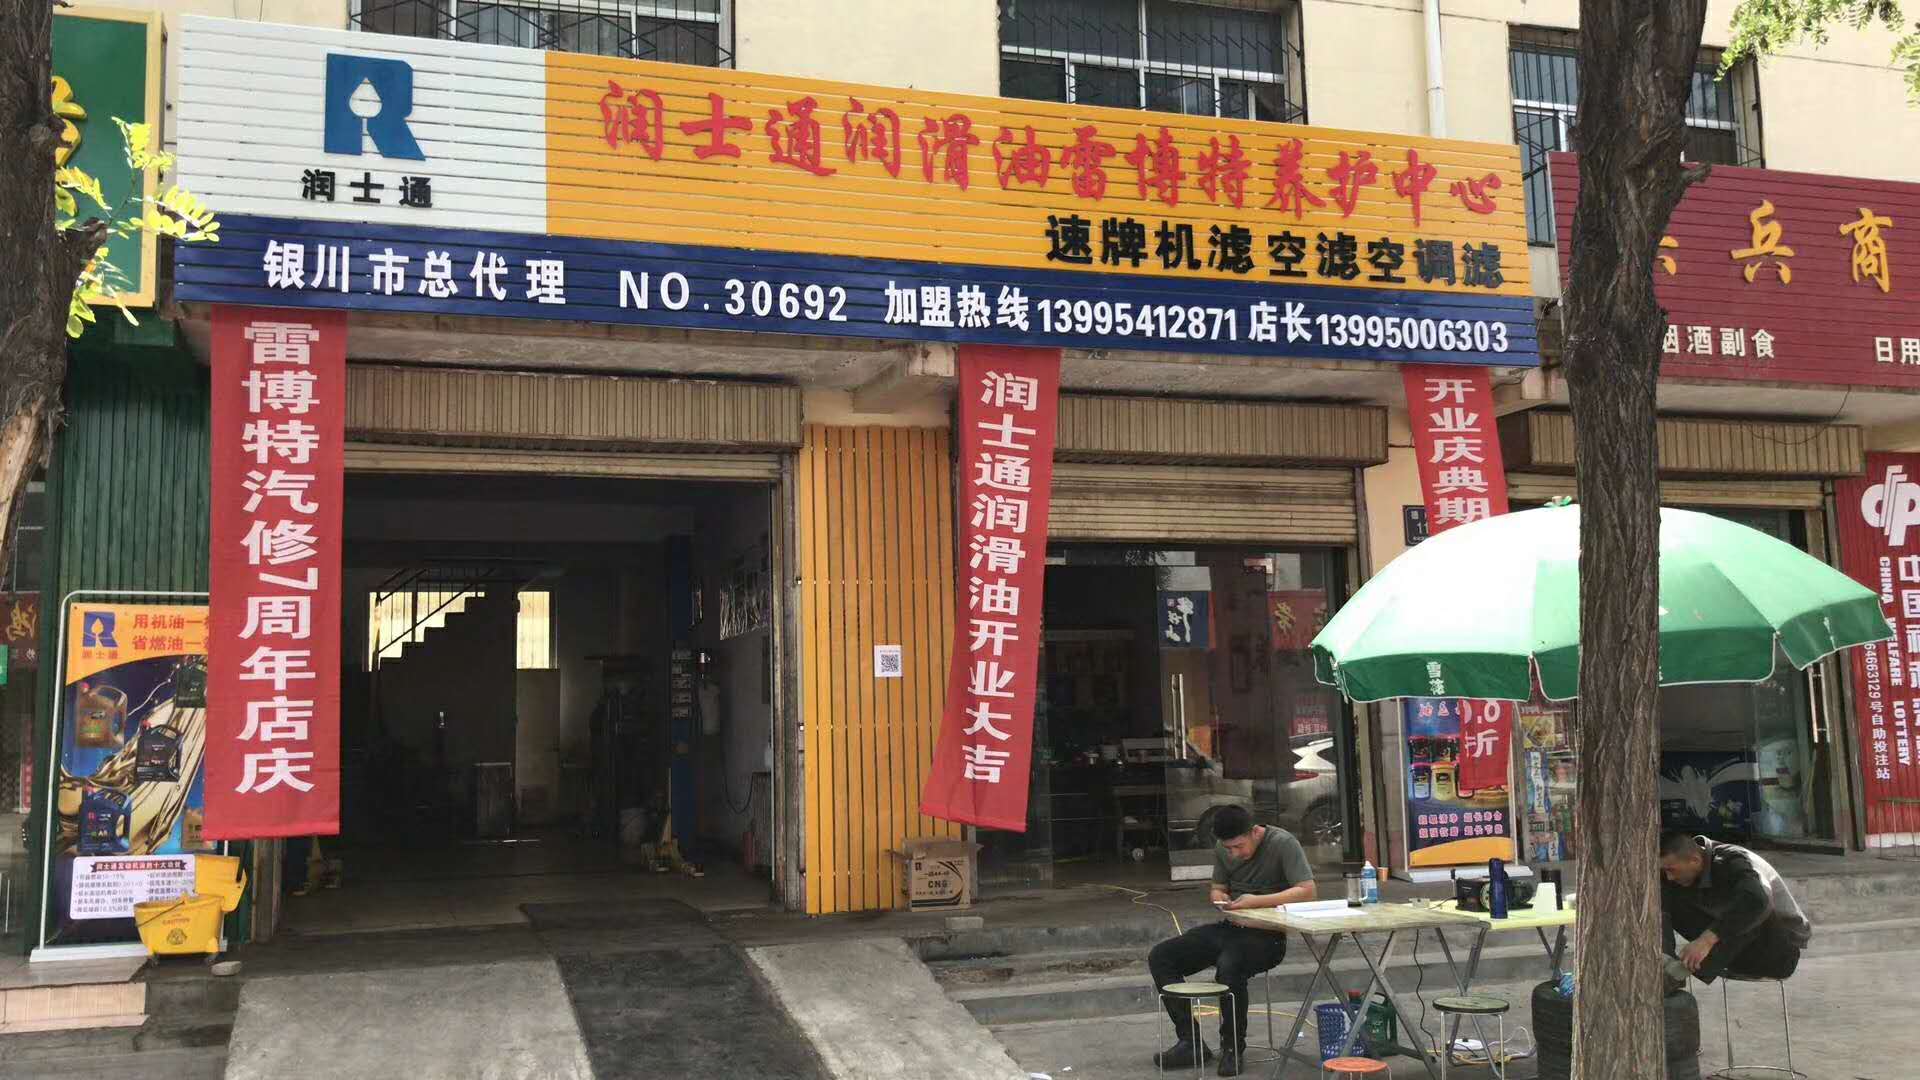 润士通
润士通润滑油雷博特养护中心
速牌机滤 空滤空调滤
银川市总代理 NO.30692 加盟热线13995412871 店长13995006303
雷博特汽修7周年店庆
润士通润滑油开业大吉
开业庆典期
折
兵商
烟酒副食
日用
用机油一
省燃油一
润士通
CAUTION
CNG
中国福
CHINA WELFARE LOTTERY
64663129号自助投注站